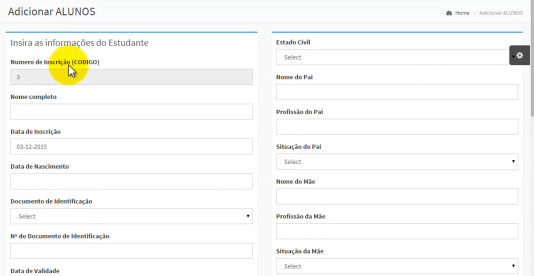 Adicionar ALUNOS
Home > Adicionar ALUNOS
Insira as informações do Estudante
Numero de Inscrição (CODIGO)
3
Nome completo
Data de Inscrição
03-12-2015
Data de Nascimento
Documento de Identificação
Select
Nº do Documento de Identificação
Data de Validade
Estado Civil
Select
Nome do Pai
Profissão do Pai
Situação do Pai
Select
Nome do Mãe
Profissão da Mãe
Situação da Mãe
Select